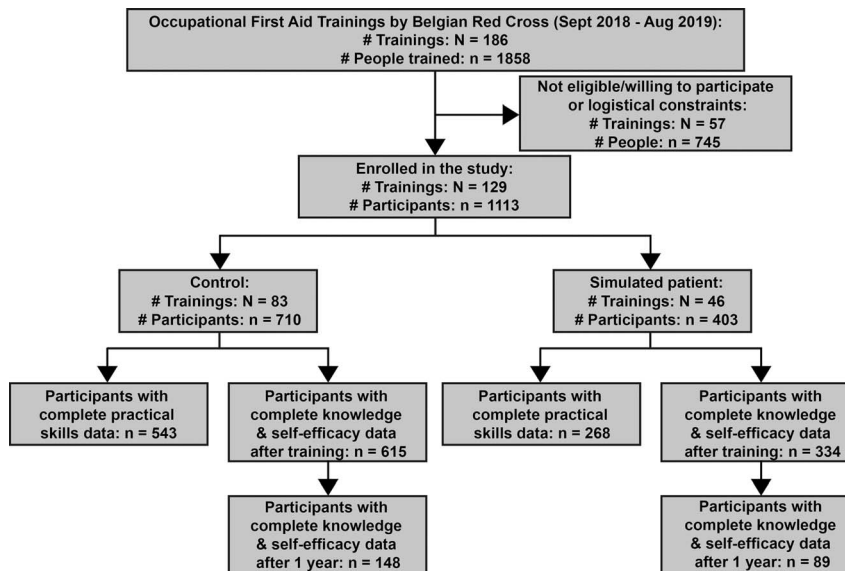 Occupational First Aid Trainings by Belgian Red Cross (Sept 2018 - Aug 2019):
# Trainings: N = 186
# People trained: n = 1858
Not eligible/willing to participate
or logistical constraints:
# Trainings: N = 57
# People: n = 745
Enrolled in the study:
# Trainings: N = 129
# Participants: n = 1113
Control:
# Trainings: N = 83
# Participants: n = 710
Simulated patient:
# Trainings: N = 46
# Participants: n = 403
Participants with
complete practical
skills data: n = 543
Participants with
complete knowledge
& self-efficacy data
after training: n = 615
Participants with
complete practical
skills data: n = 268
Participants with
complete knowledge
& self-efficacy data
after training: n = 334
Participants with
complete knowledge
& self-efficacy data
after 1 year: n = 148
Participants with
complete knowledge
& self-efficacy data
after 1 year: n = 89